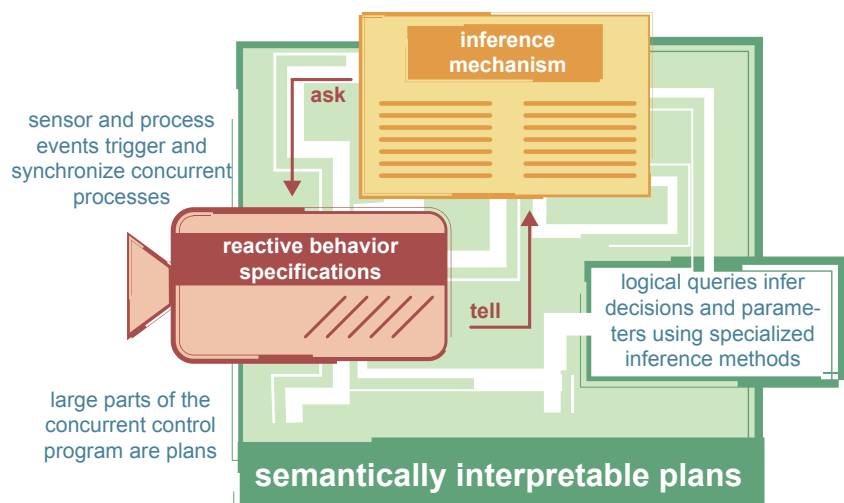 inference
mechanism
ask
sensor and process
events trigger and
synchronize concurrent
processes
reactive behavior
specifications
tell
logical queries infer
decisions and parame-
ters using specialized
inference methods
large parts of the
concurrent control
program are plans
semantically interpretable plans